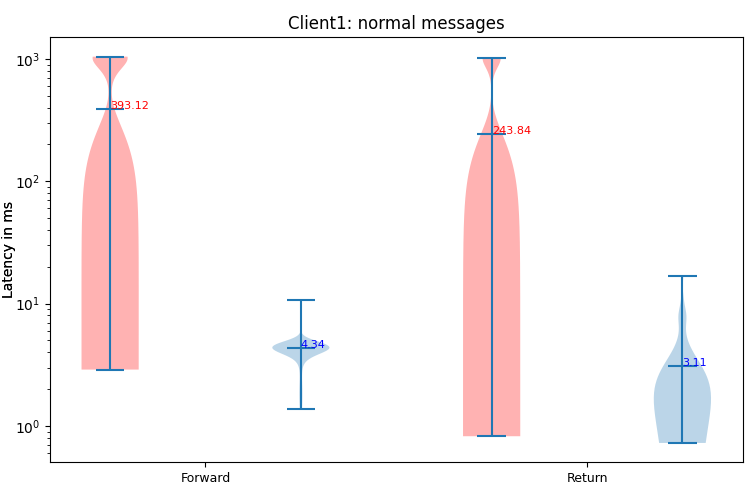 Client1: normal messages
Latency in ms
10³
10²
10¹
10⁰
393.12
4.34
243.84
3.11
Forward
Return